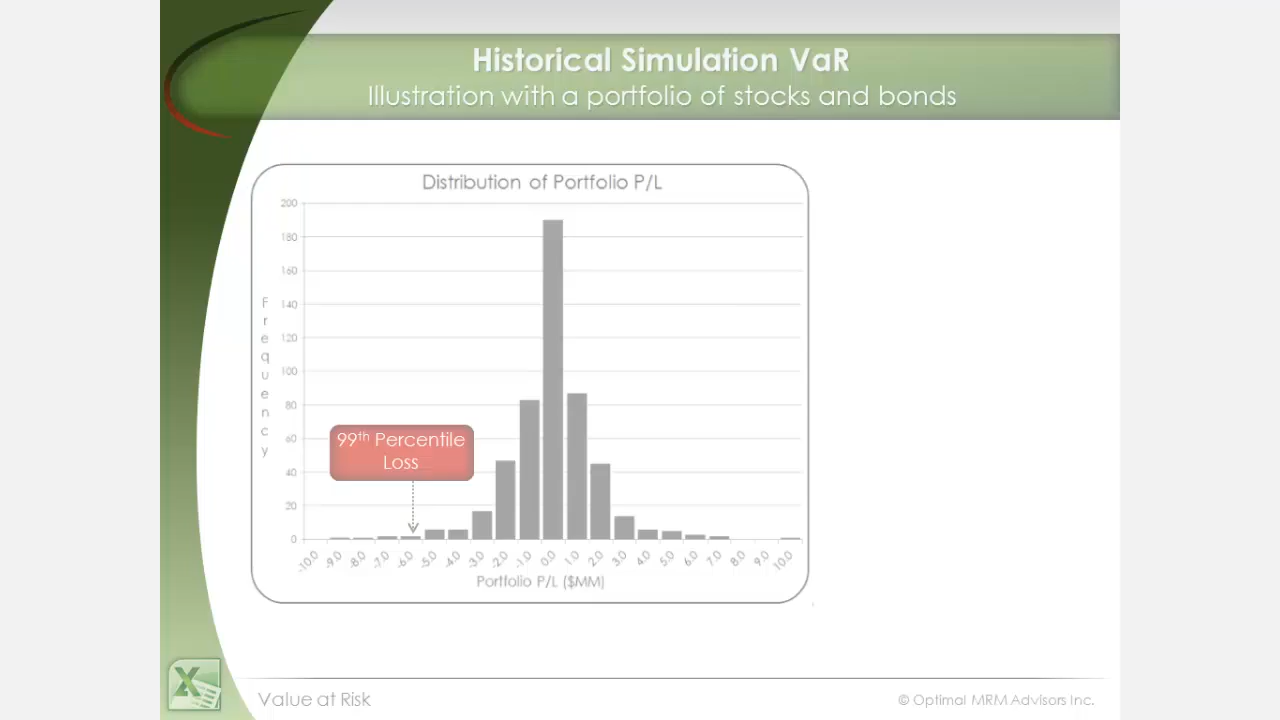 Historical Simulation VaR
Illustration with a portfolio of stocks and bonds
Distribution of Portfolio P/L
200
180
160
140
120
100
80
60
40
20
0
Frequency
99th Percentile
Loss
-10.0 -9.0 -8.0 -7.0 -6.0 -5.0 -4.0 -3.0 -2.0 -1.0 0.0 1.0 2.0 3.0 4.0 5.0 6.0 7.0 8.0 9.0 10.0
Portfolio P/L ($MM)
X
Value at Risk
© Optimal MRM Advisors Inc.